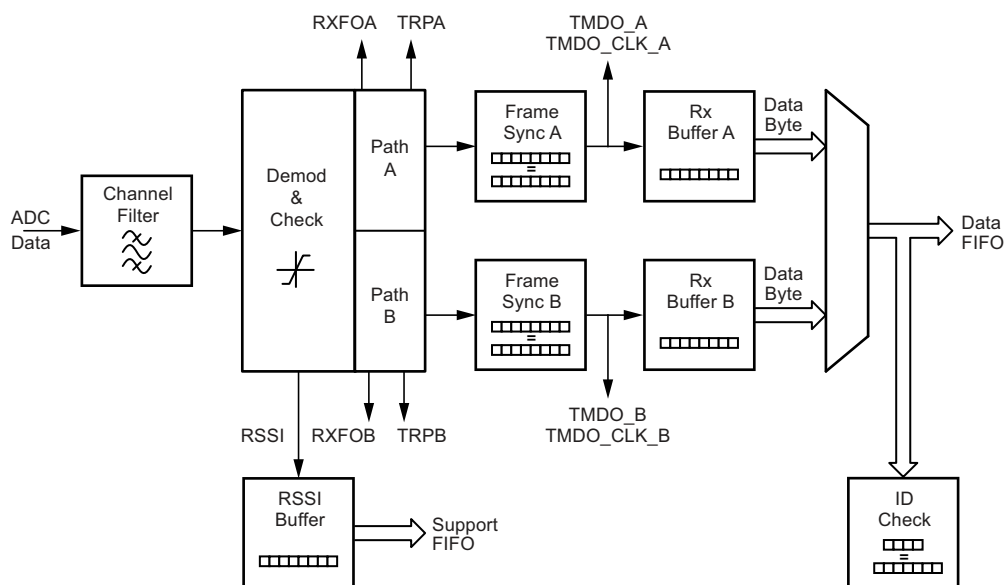 RXFOA
TRPA
TMDO_A
TMDO_CLK_A
Channel
Filter
ADC
Data
Demod
&
Check
Path
A
Path
B
Frame
Sync A
=
Rx
Buffer A
Data
Byte
Frame
Sync B
=
Rx
Buffer B
Data
Byte
Data
FIFO
RSSI
RXFOB
TRPB
TMDO_B
TMDO_CLK_B
RSSI
Buffer
Support
FIFO
ID
Check
=